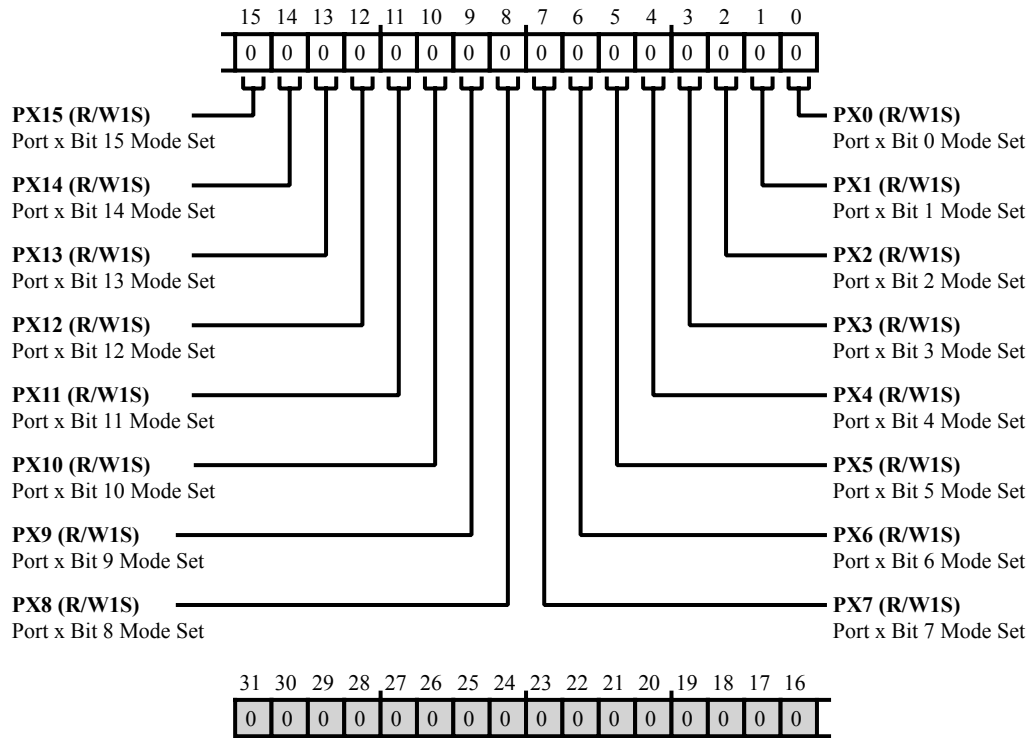 15 14 13 12 11 10 9 8 7 6 5 4 3 2 1 0
0 0 0 0 0 0 0 0 0 0 0 0 0 0 0 0
PX15 (R/W1S)
Port x Bit 15 Mode Set
PX14 (R/W1S)
Port x Bit 14 Mode Set
PX13 (R/W1S)
Port x Bit 13 Mode Set
PX12 (R/W1S)
Port x Bit 12 Mode Set
PX11 (R/W1S)
Port x Bit 11 Mode Set
PX10 (R/W1S)
Port x Bit 10 Mode Set
PX9 (R/W1S)
Port x Bit 9 Mode Set
PX8 (R/W1S)
Port x Bit 8 Mode Set
PX0 (R/W1S)
Port x Bit 0 Mode Set
PX1 (R/W1S)
Port x Bit 1 Mode Set
PX2 (R/W1S)
Port x Bit 2 Mode Set
PX3 (R/W1S)
Port x Bit 3 Mode Set
PX4 (R/W1S)
Port x Bit 4 Mode Set
PX5 (R/W1S)
Port x Bit 5 Mode Set
PX6 (R/W1S)
Port x Bit 6 Mode Set
PX7 (R/W1S)
Port x Bit 7 Mode Set
31 30 29 28 27 26 25 24 23 22 21 20 19 18 17 16
0 0 0 0 0 0 0 0 0 0 0 0 0 0 0 0